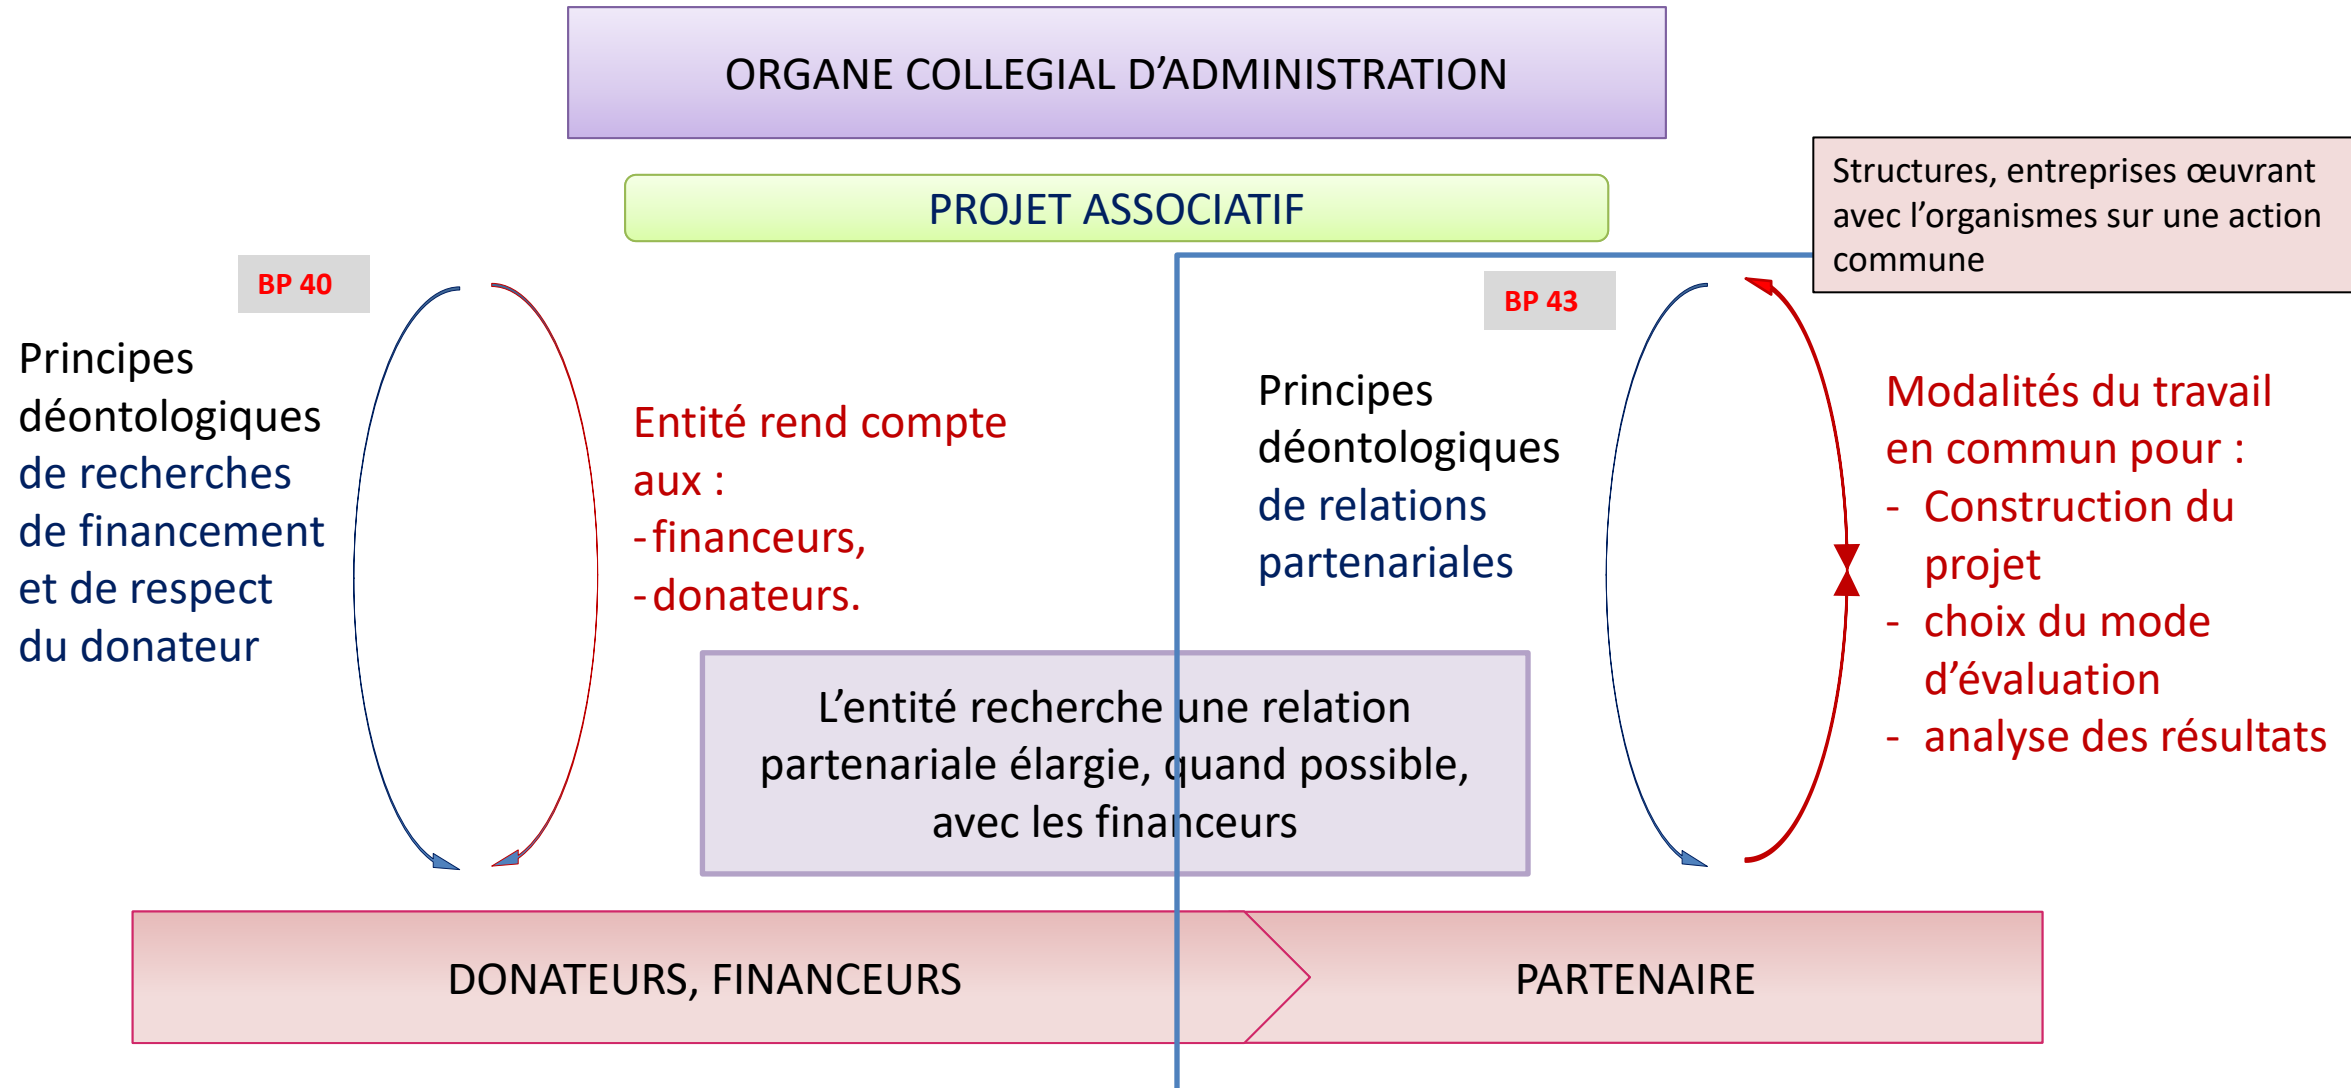 ORGANE COLLEGIAL D’ADMINISTRATION
PROJET ASSOCIATIF
Structures, entreprises œuvrant
avec l’organismes sur une action
commune
BP 40
Principes
déontologiques
de recherches
de financement
et de respect
du donateur
Entité rend compte
aux :
-financeurs,
-donateurs.
BP 43
Principes
déontologiques
de relations
partenariales
Modalités du travail
en commun pour :
- Construction du
projet
- choix du mode
d’évaluation
- analyse des résultats
L’entité recherche une relation
partenariale élargie, quand possible,
avec les financeurs
DONATEURS, FINANCEURS
PARTENAIRE